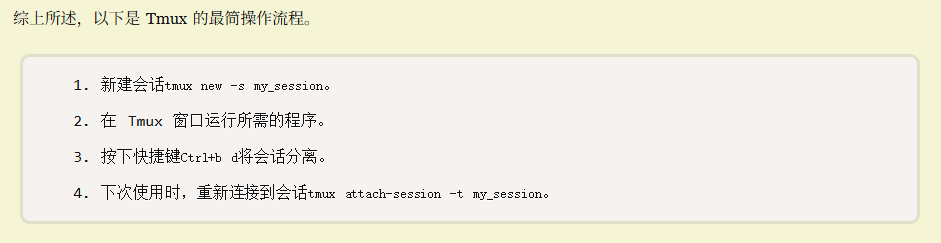 综上所述，以下是 Tmux 的最简操作流程。
1. 新建会话tmux new -s my_session。
2. 在 Tmux 窗口运行所需的程序。
3. 按下快捷键Ctrl+b d将会话分离。
4. 下次使用时，重新连接到会话tmux attach-session -t my_session。